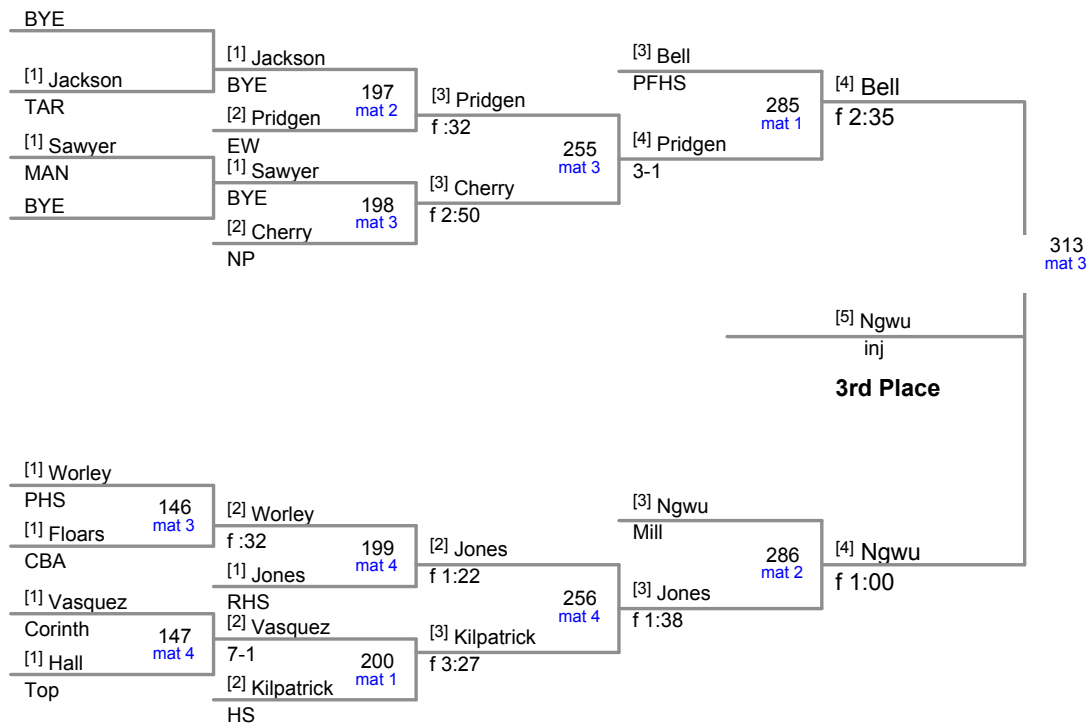 BYE
[1] Jackson
TAR
[1] Sawyer
MAN
BYE
[1] Jackson
BYE
197
mat 2
[2] Pridgen
EW
[1] Sawyer
BYE
198
mat 3
[2] Cherry
NP
[3] Pridgen
f :32
255
mat 3
[3] Cherry
f 2:50
[3] Bell
PFHS
285
mat 1
[4] Pridgen
3-1
[4] Bell
f 2:35
313
mat 3
[5] Ngwu
inj
3rd Place
[1] Worley
PHS
146
mat 3
[1] Floars
CBA
[1] Vasquez
Corinth
147
mat 4
[1] Hall
Top
[2] Worley
f :32
199
mat 4
[1] Jones
RHS
[2] Vasquez
7-1
200
mat 1
[2] Kilpatrick
HS
[2] Jones
f 1:22
256
mat 4
[3] Kilpatrick
f 3:27
[3] Ngwu
Mill
286
mat 2
[3] Jones
f 1:38
[4] Ngwu
f 1:00